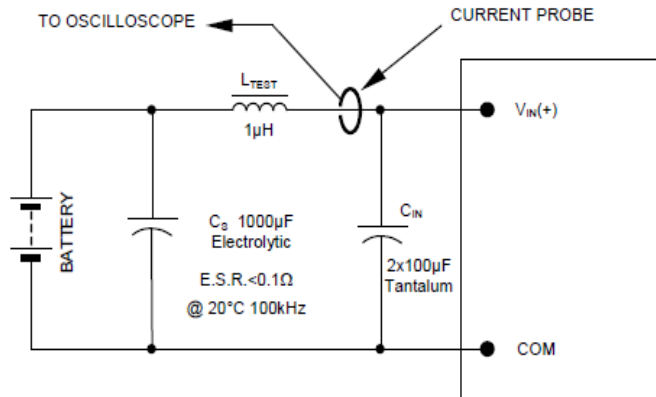 TO OSCILLOSCOPE
CURRENT PROBE
LTEST
1μH
VIN(+)
BATTERY
CS 1000μF
Electrolytic
E.S.R.<0.1Ω
@ 20°C 100kHz
CIN
2x100μF
Tantalum
COM